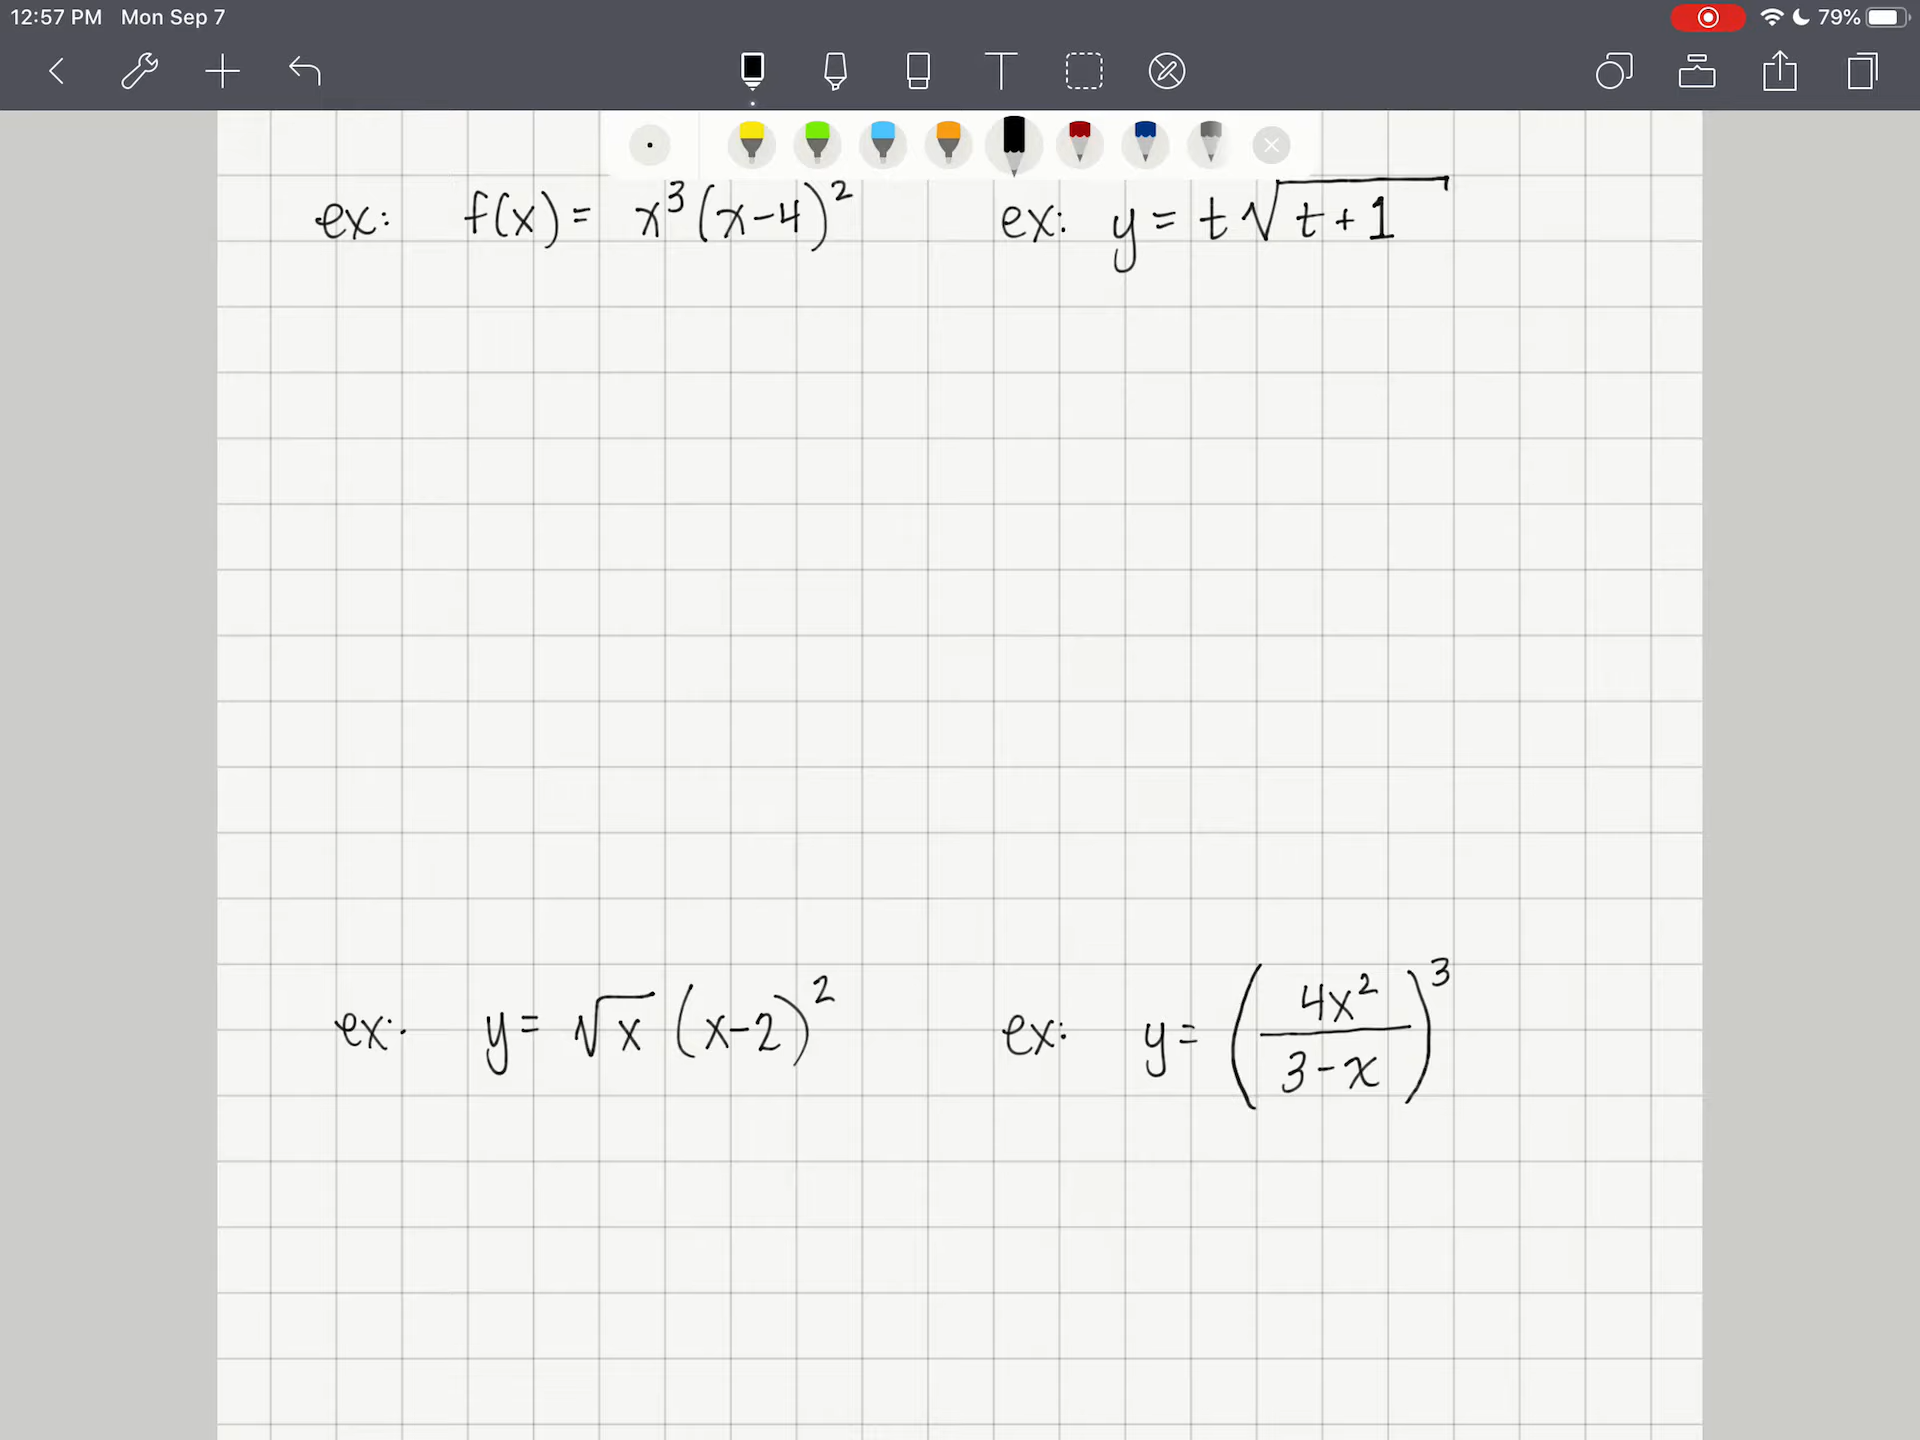 12:57 PM Mon Sep 7 79%
T
ex: f(x) = x³(x-4)² ex: y = t√(t+1)
ex: y = √x (x-2)² ex: y = (4x²/(3-x))³